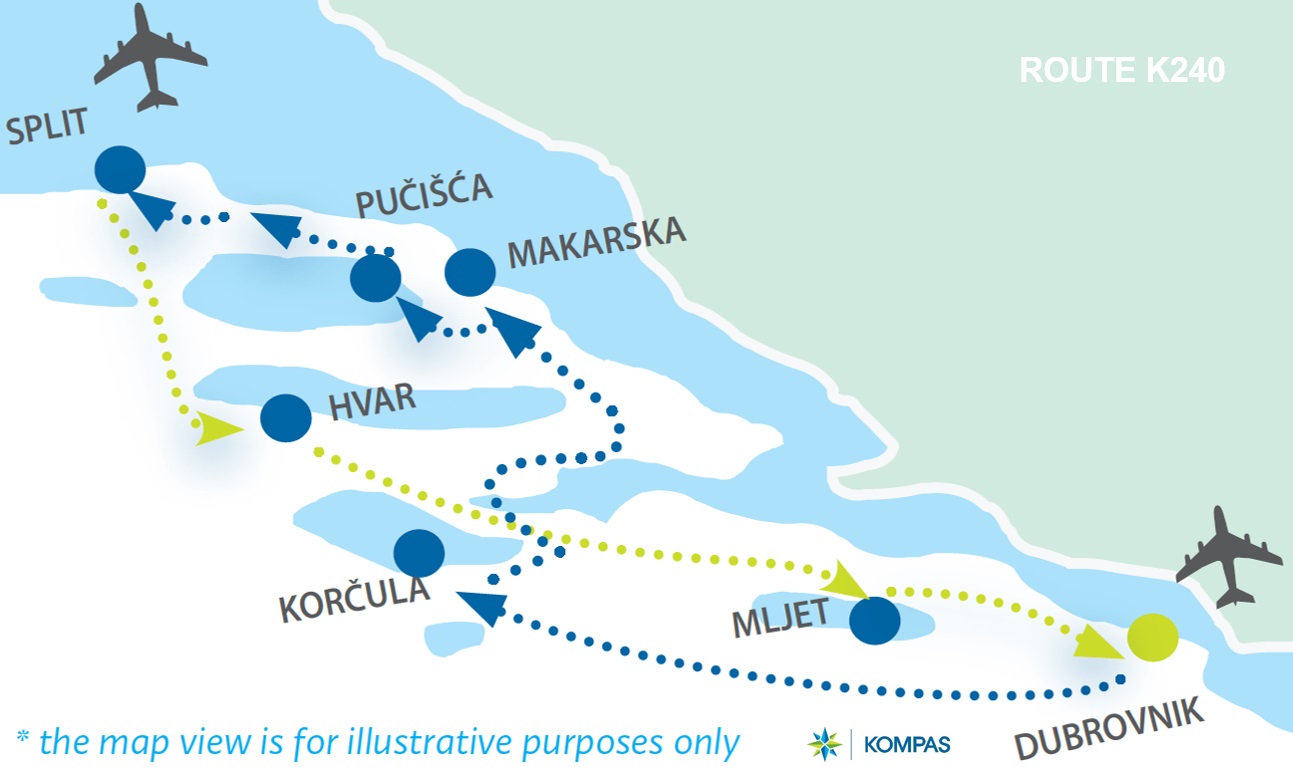 ROUTE K240
SPLIT
PUČIŠĆA
MAKARSKA
HVAR
KORČULA
MLJET
DUBROVNIK
* the map view is for illustrative purposes only
KOMPAS